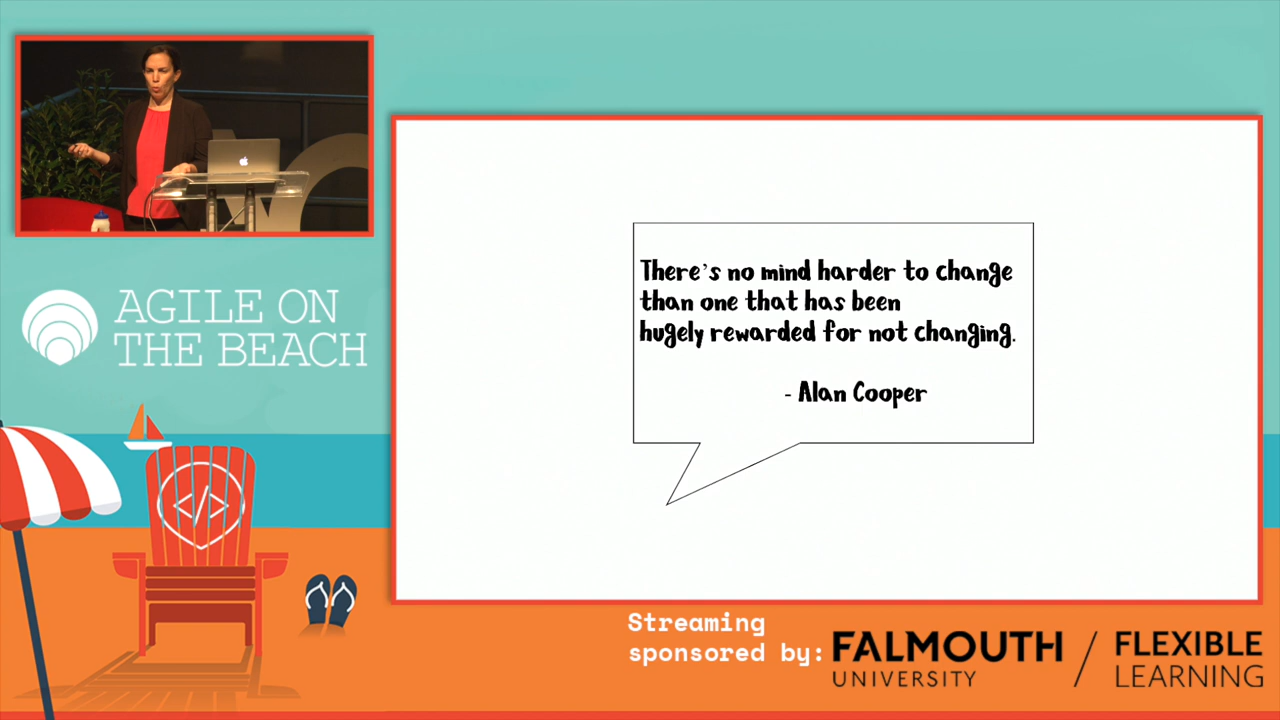 AGILE ON
THE BEACH
There's no mind harder to change
than one that has been
hugely rewarded for not changing.
- Alan Cooper
</>
Streaming
sponsored by:
FALMOUTH
UNIVERSITY
/
FLEXIBLE
LEARNING